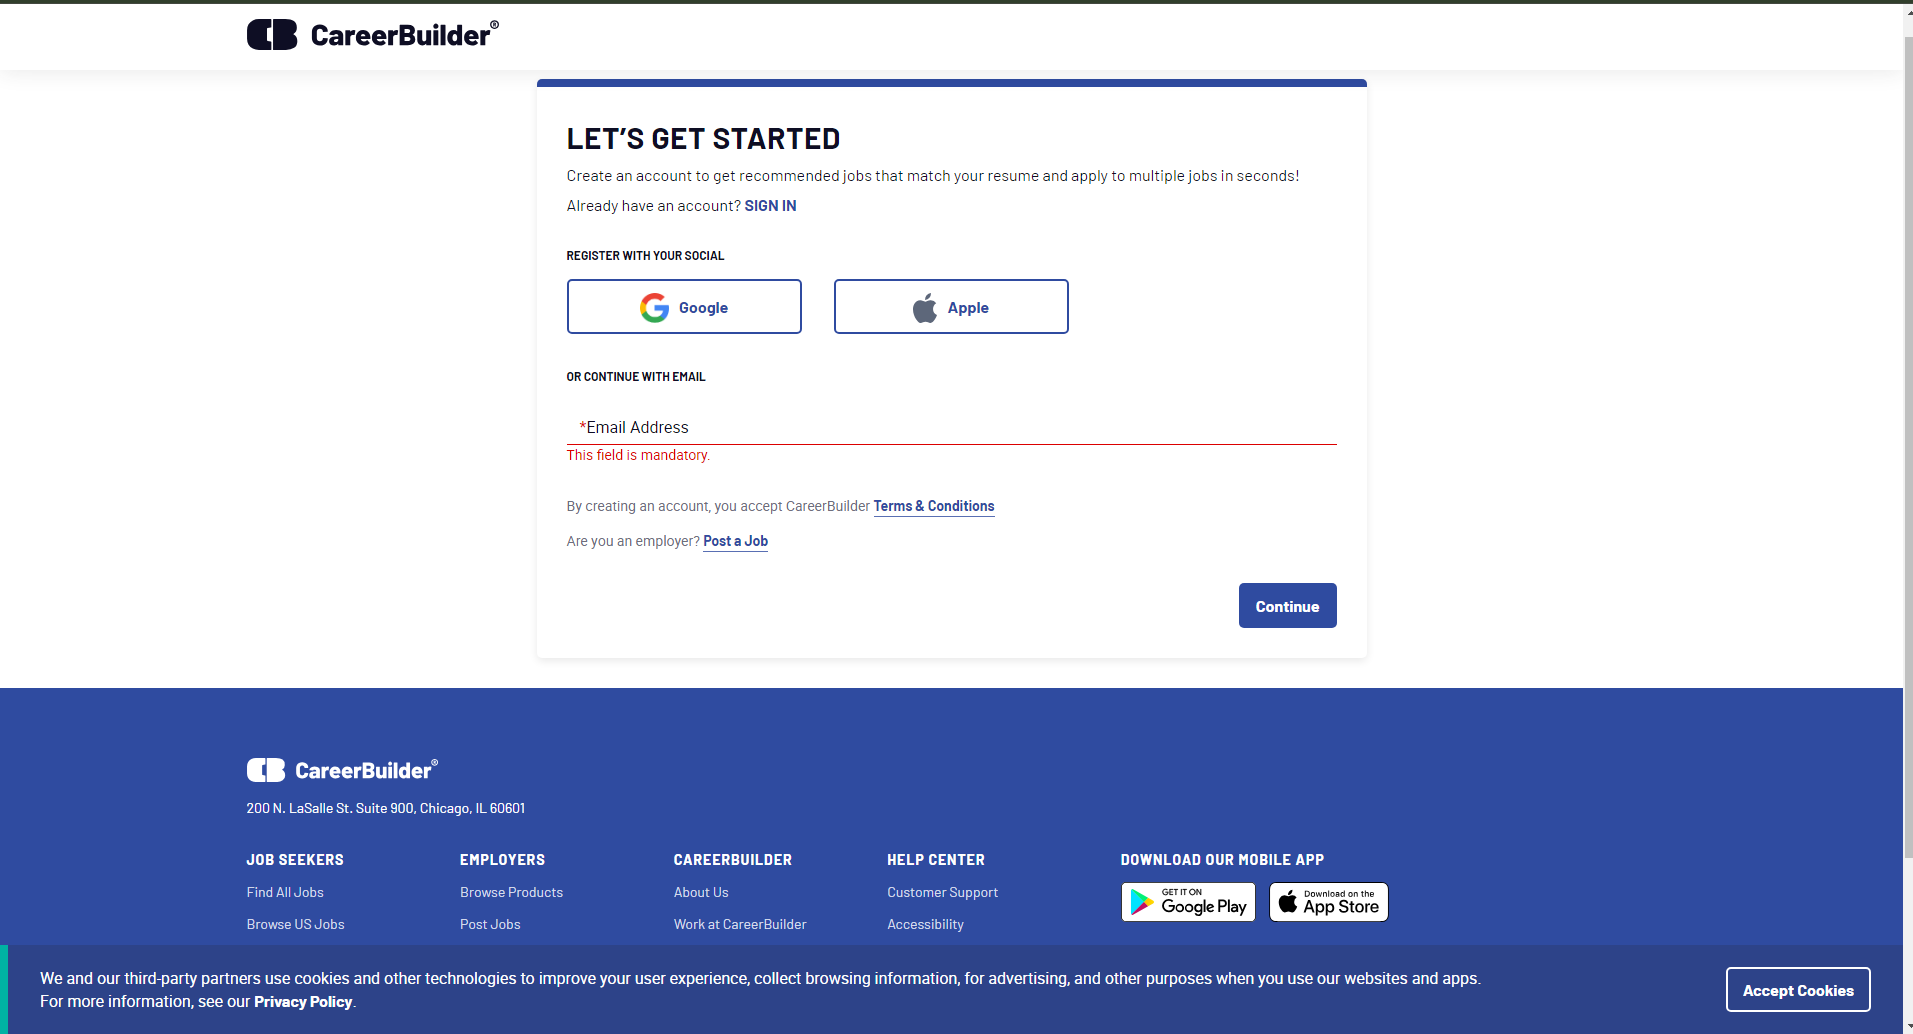 CareerBuilder®
LET’S GET STARTED
Create an account to get recommended jobs that match your resume and apply to multiple jobs in seconds!
Already have an account? SIGN IN
REGISTER WITH YOUR SOCIAL
Google
Apple
OR CONTINUE WITH EMAIL
*Email Address
This field is mandatory.
By creating an account, you accept CareerBuilder Terms & Conditions
Are you an employer? Post a Job
Continue
CareerBuilder®
200 N. LaSalle St. Suite 900, Chicago, IL 60601
JOB SEEKERS
Find All Jobs
Browse US Jobs
EMPLOYERS
Browse Products
Post Jobs
CAREERBUILDER
About Us
Work at CareerBuilder
HELP CENTER
Customer Support
Accessibility
DOWNLOAD OUR MOBILE APP
GET IT ON
Google Play
Download on the
App Store
We and our third-party partners use cookies and other technologies to improve your user experience, collect browsing information, for advertising, and other purposes when you use our websites and apps.
For more information, see our Privacy Policy.
Accept Cookies